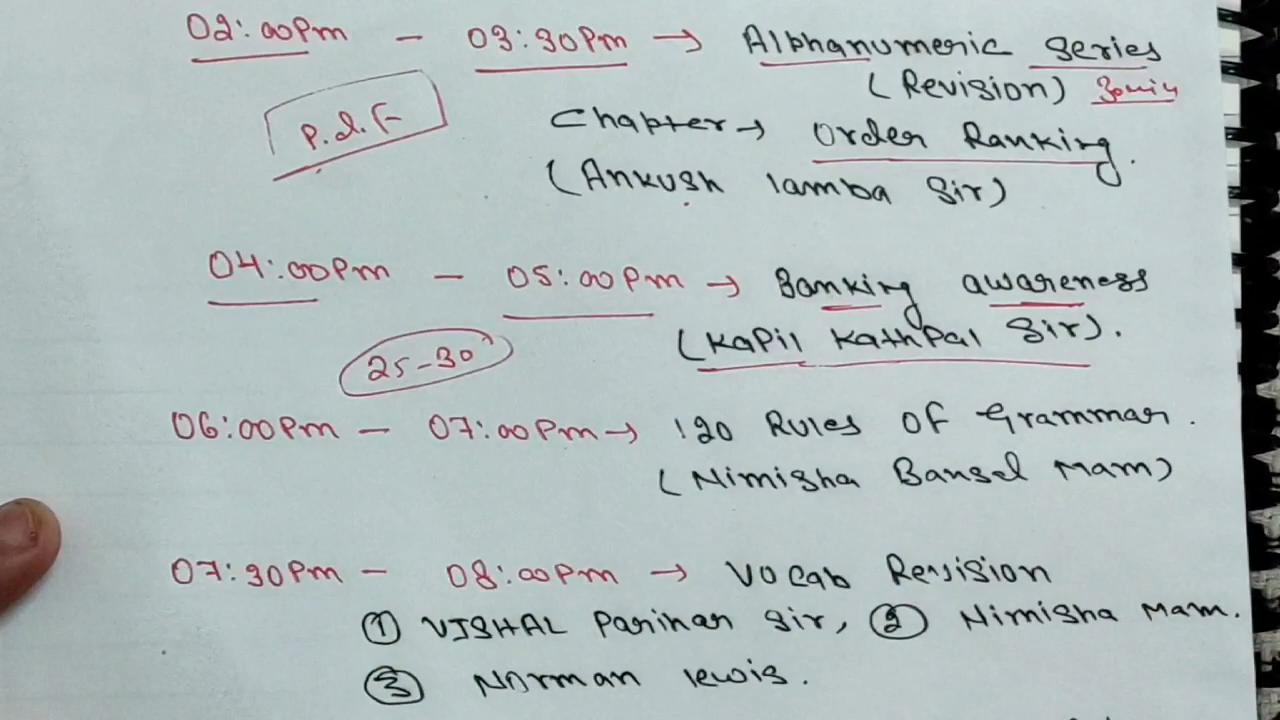 02:00Pm - 03:30Pm → Alphanumeric Series
(Revision) 30min
P.d.F
Chapter → Order Ranking.
(Ankush lamba Sir)
04:00Pm - 05:00Pm → Banking awareness
(Kapil KathPal Sir).
25-30
06:00Pm - 07:00Pm → 120 Rules OF Grammar.
(Nimisha Bansal Mam)
07:30Pm - 08:00Pm → Vocab Revision
① VISHAL Parihar Sir, ② Nimisha Mam.
③ Norman lewis.